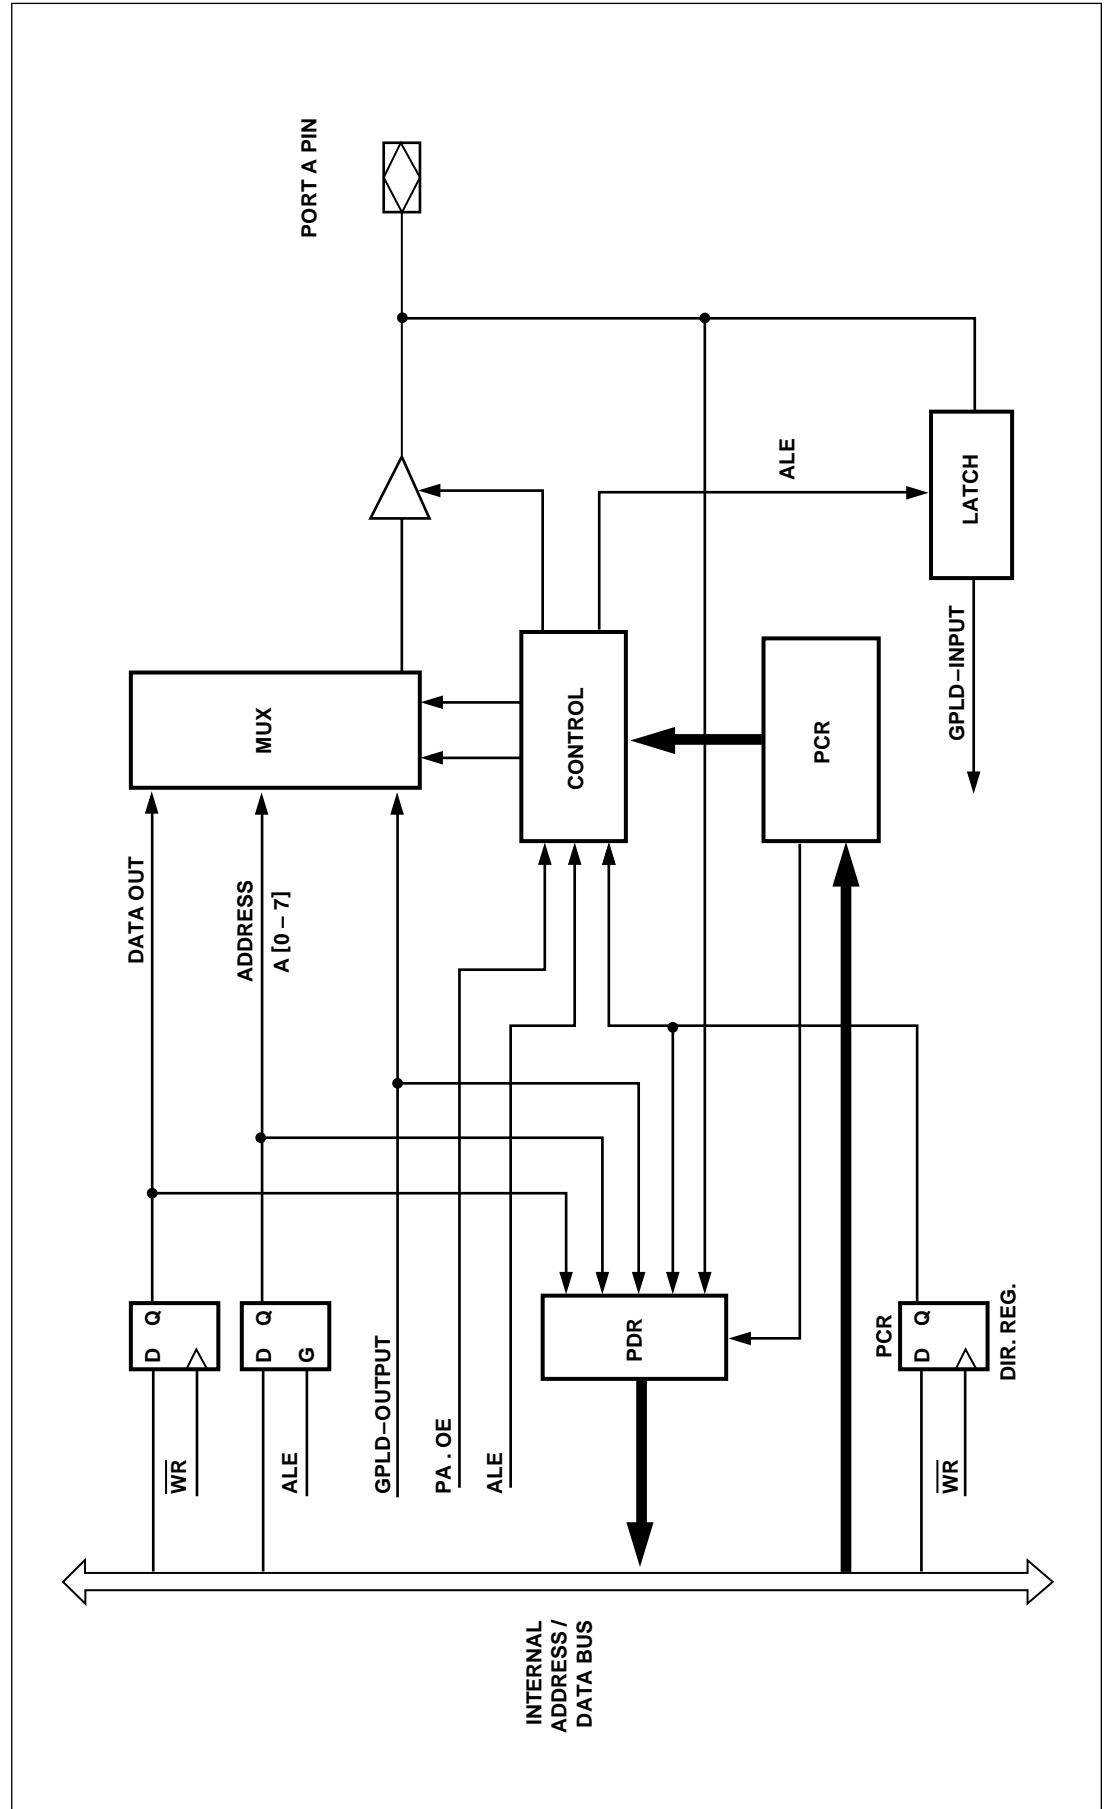 INTERNAL
ADDRESS /
DATA BUS
WR
D Q
DATA OUT
ALE
D Q
G
ADDRESS
A [0 – 7]
MUX
PORT A PIN
GPLD–OUTPUT
PA . OE
ALE
CONTROL
PDR
ALE
PCR
LATCH
GPLD–INPUT
PCR
D Q
WR
DIR. REG.